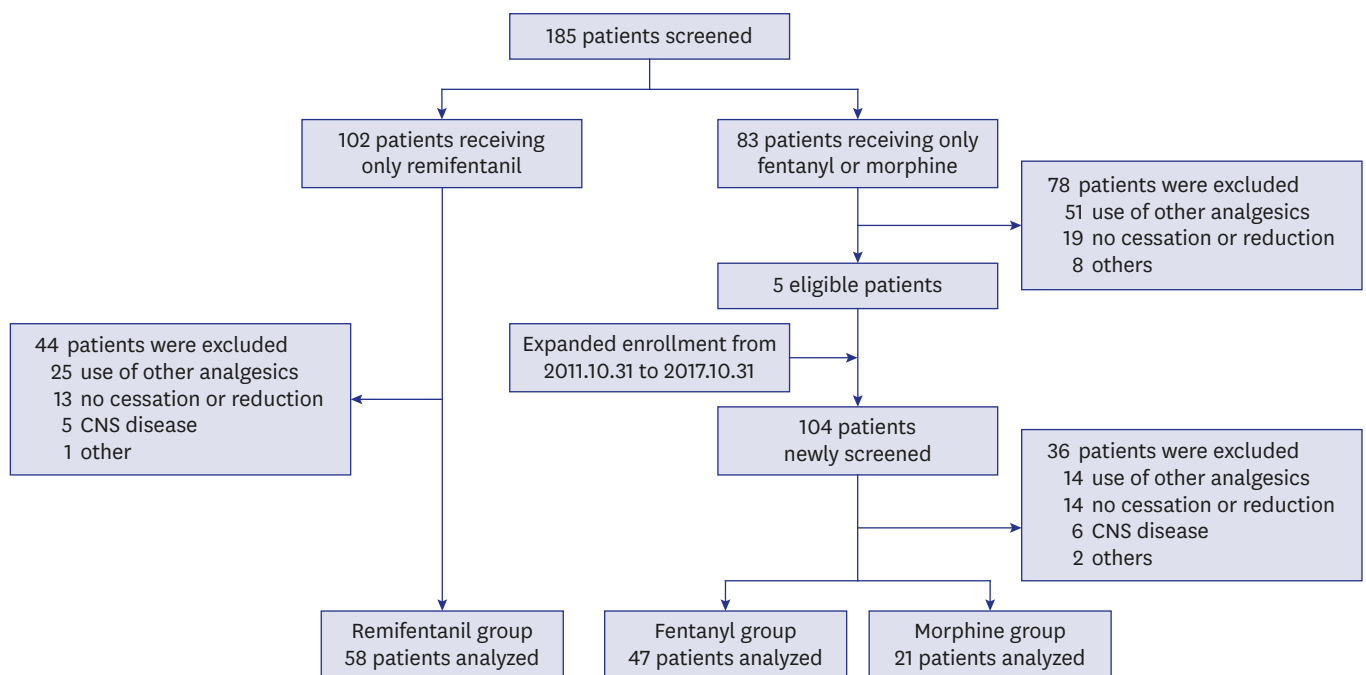 185 patients screened
102 patients receiving
only remifentanil
83 patients receiving only
fentanyl or morphine
78 patients were excluded
51 use of other analgesics
19 no cessation or reduction
8 others
5 eligible patients
44 patients were excluded
25 use of other analgesics
13 no cessation or reduction
5 CNS disease
1 other
Expanded enrollment from
2011.10.31 to 2017.10.31
104 patients
newly screened
36 patients were excluded
14 use of other analgesics
14 no cessation or reduction
6 CNS disease
2 others
Remifentanil group
58 patients analyzed
Fentanyl group
47 patients analyzed
Morphine group
21 patients analyzed